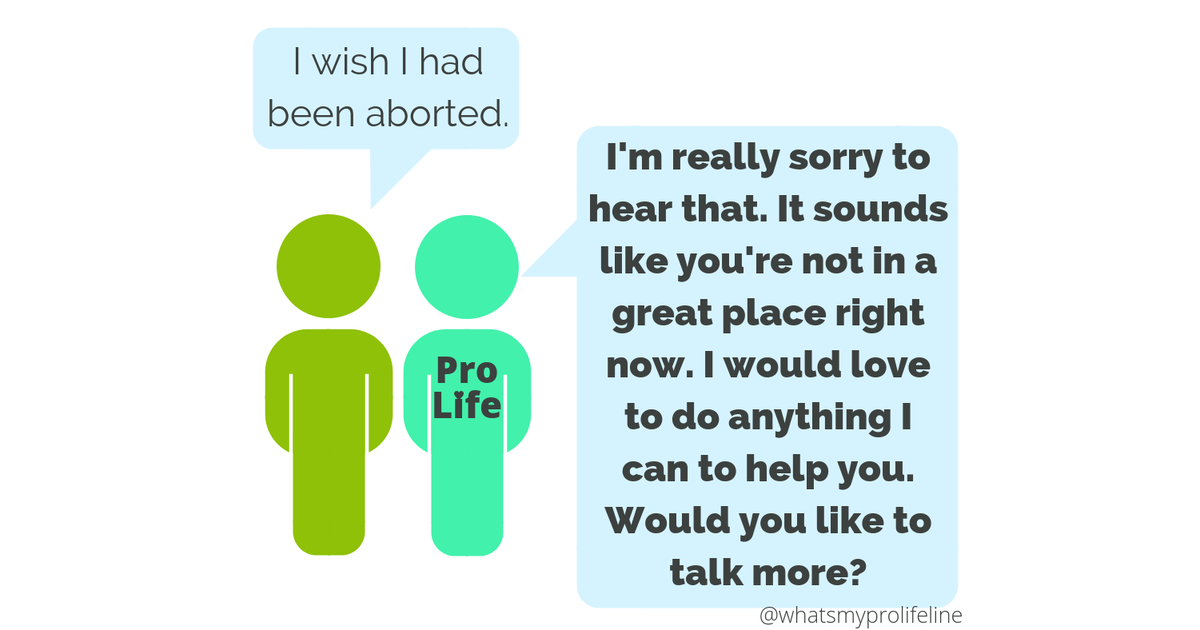 I wish I had
been aborted.
I'm really sorry to
hear that. It sounds
like you're not in a
great place right
now. I would love
to do anything I
can to help you.
Would you like to
talk more?
Pro
Life
@whatsmyprolifeline